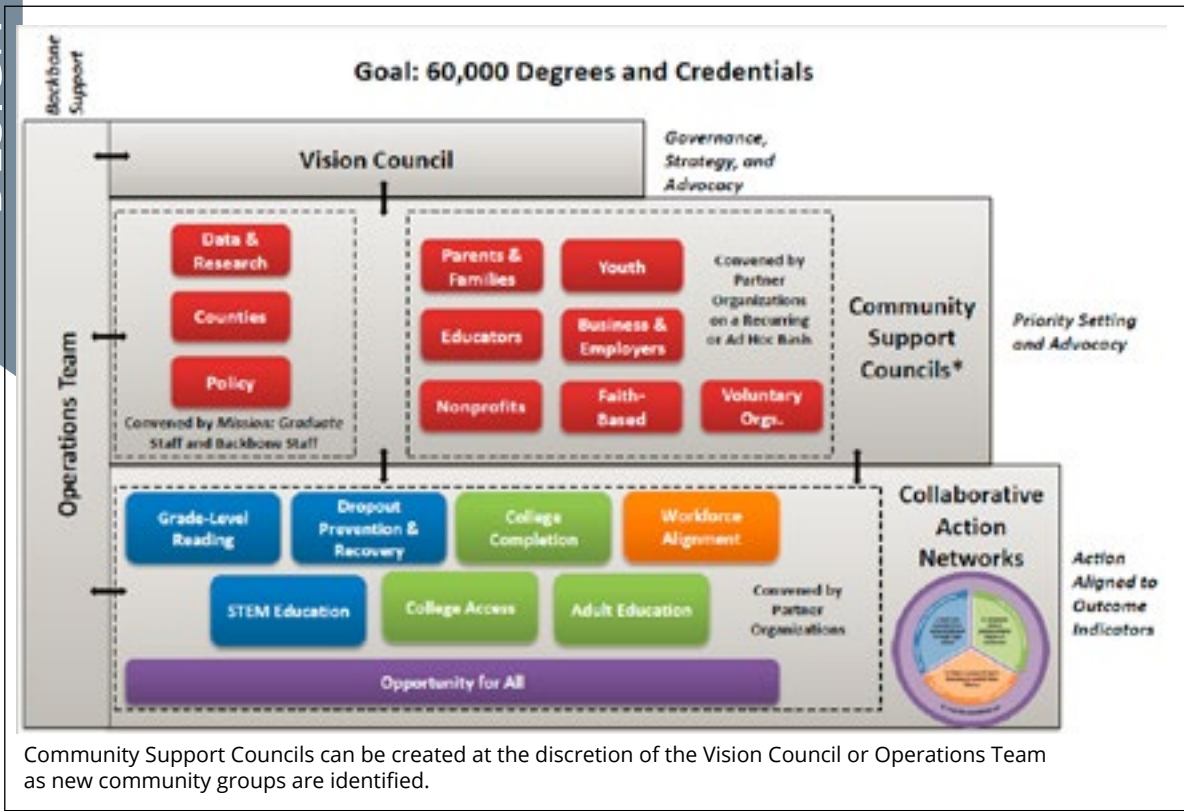 Backbone
Support
Goal: 60,000 Degrees and Credentials
Vision Council
Governance,
Strategy, and
Advocacy
Operations Team
Data &
Research
Counties
Policy
Convened by Mission: Graduate
Staff and Backbone Staff
Parents &
Families
Youth
Convened by
Partner
Organizations
on a Recurring
or Ad Hoc Basis
Educators
Business &
Employers
Nonprofits
Faith-
Based
Voluntary
Orgs.
Community
Support
Councils*
Priority Setting
and Advocacy
Grade-Level
Reading
Dropout
Prevention &
Recovery
College
Completion
Workforce
Alignment
STEM Education
College Access
Adult Education
Convened by
Partner
Organizations
Opportunity for All
Collaborative
Action
Networks
Action
Aligned to
Outcome
Indicators
Community Support Councils can be created at the discretion of the Vision Council or Operations Team
as new community groups are identified.